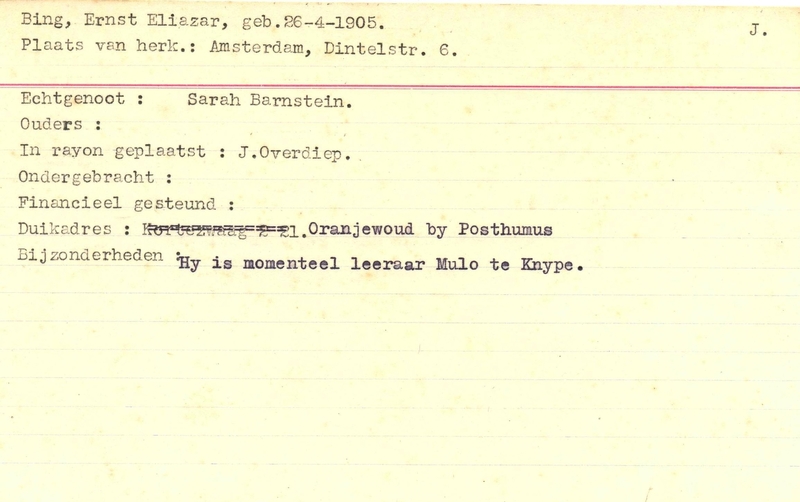 Bing, Ernst Eliazar, geb.26-4-1905.
J.
Plaats van herk.: Amsterdam, Dintelstr. 6.
Echtgenoot : Sarah Barnstein.
Ouders :
In rayon geplaatst : J.Overdiep.
Ondergebracht :
Financieel gesteund :
Duikadres : Oranjewoud by Posthumus
Bijzonderheden :
Hy is momenteel leeraar Mulo te Knype.